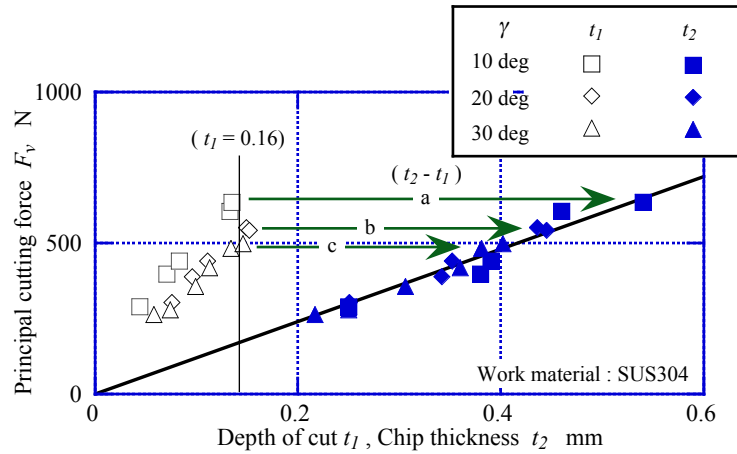 γ t1 t2
10 deg
20 deg
30 deg
Principal cutting force Fv N
1000
500
0
( t1 = 0.16)
( t2 - t1 )
a
b
c
Work material : SUS304
0 0.2 0.4 0.6
Depth of cut t1 , Chip thickness t2 mm